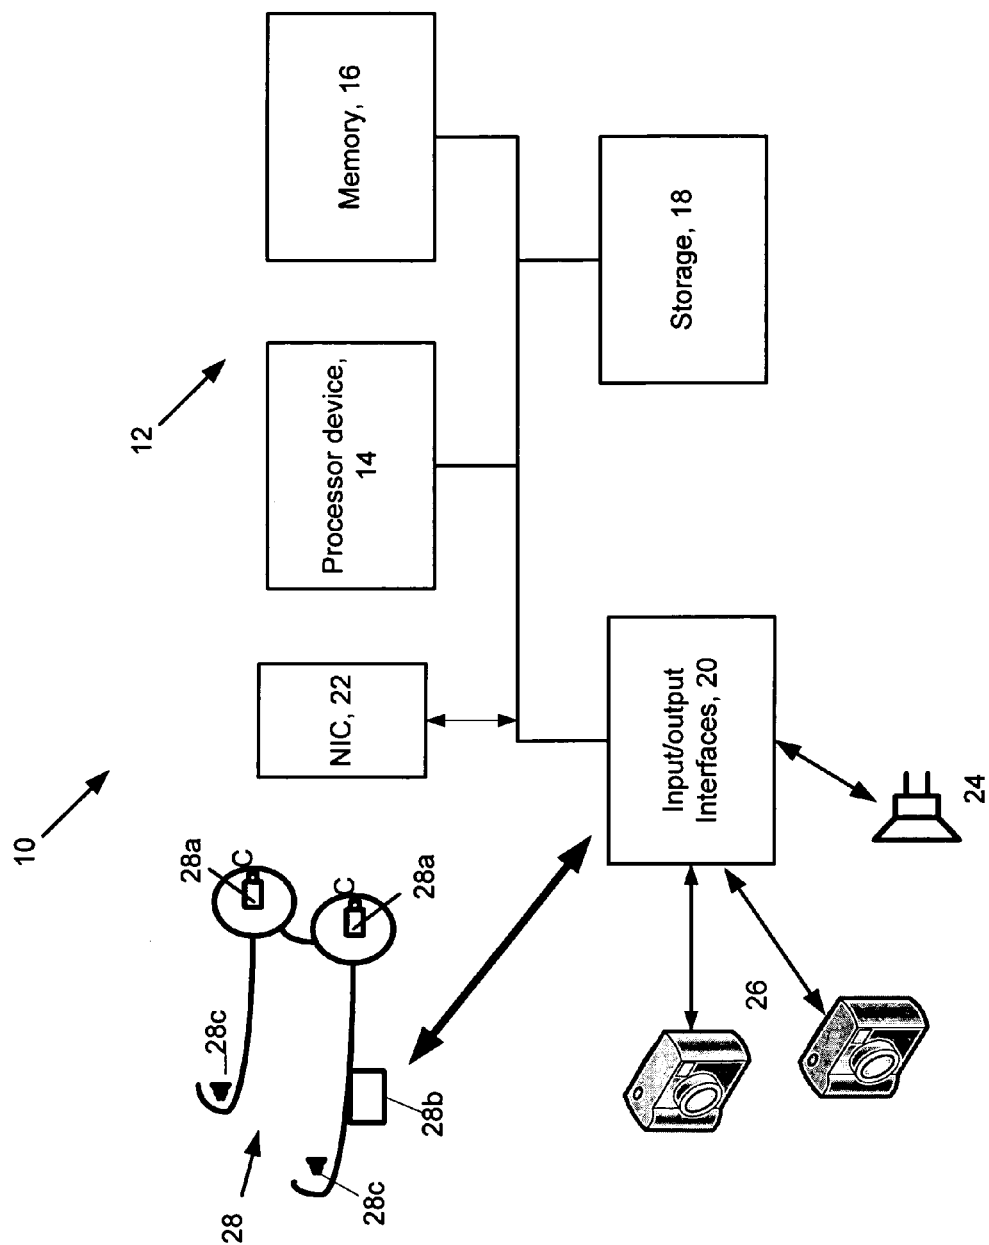 10
12
28a
28c
28
C
Processor device,
14
NIC, 22
Memory, 16
C
28c
28a
28b
Input/output
Interfaces, 20
Storage, 18
26
24